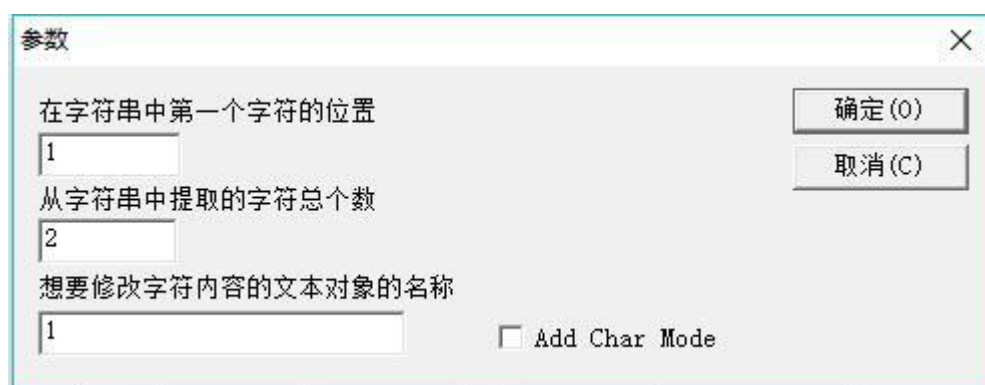 参数
在字符串中第一个字符的位置
确定(O)
1
取消(C)
从字符串中提取的字符总个数
2
想要修改字符内容的文本对象的名称
1
Add Char Mode